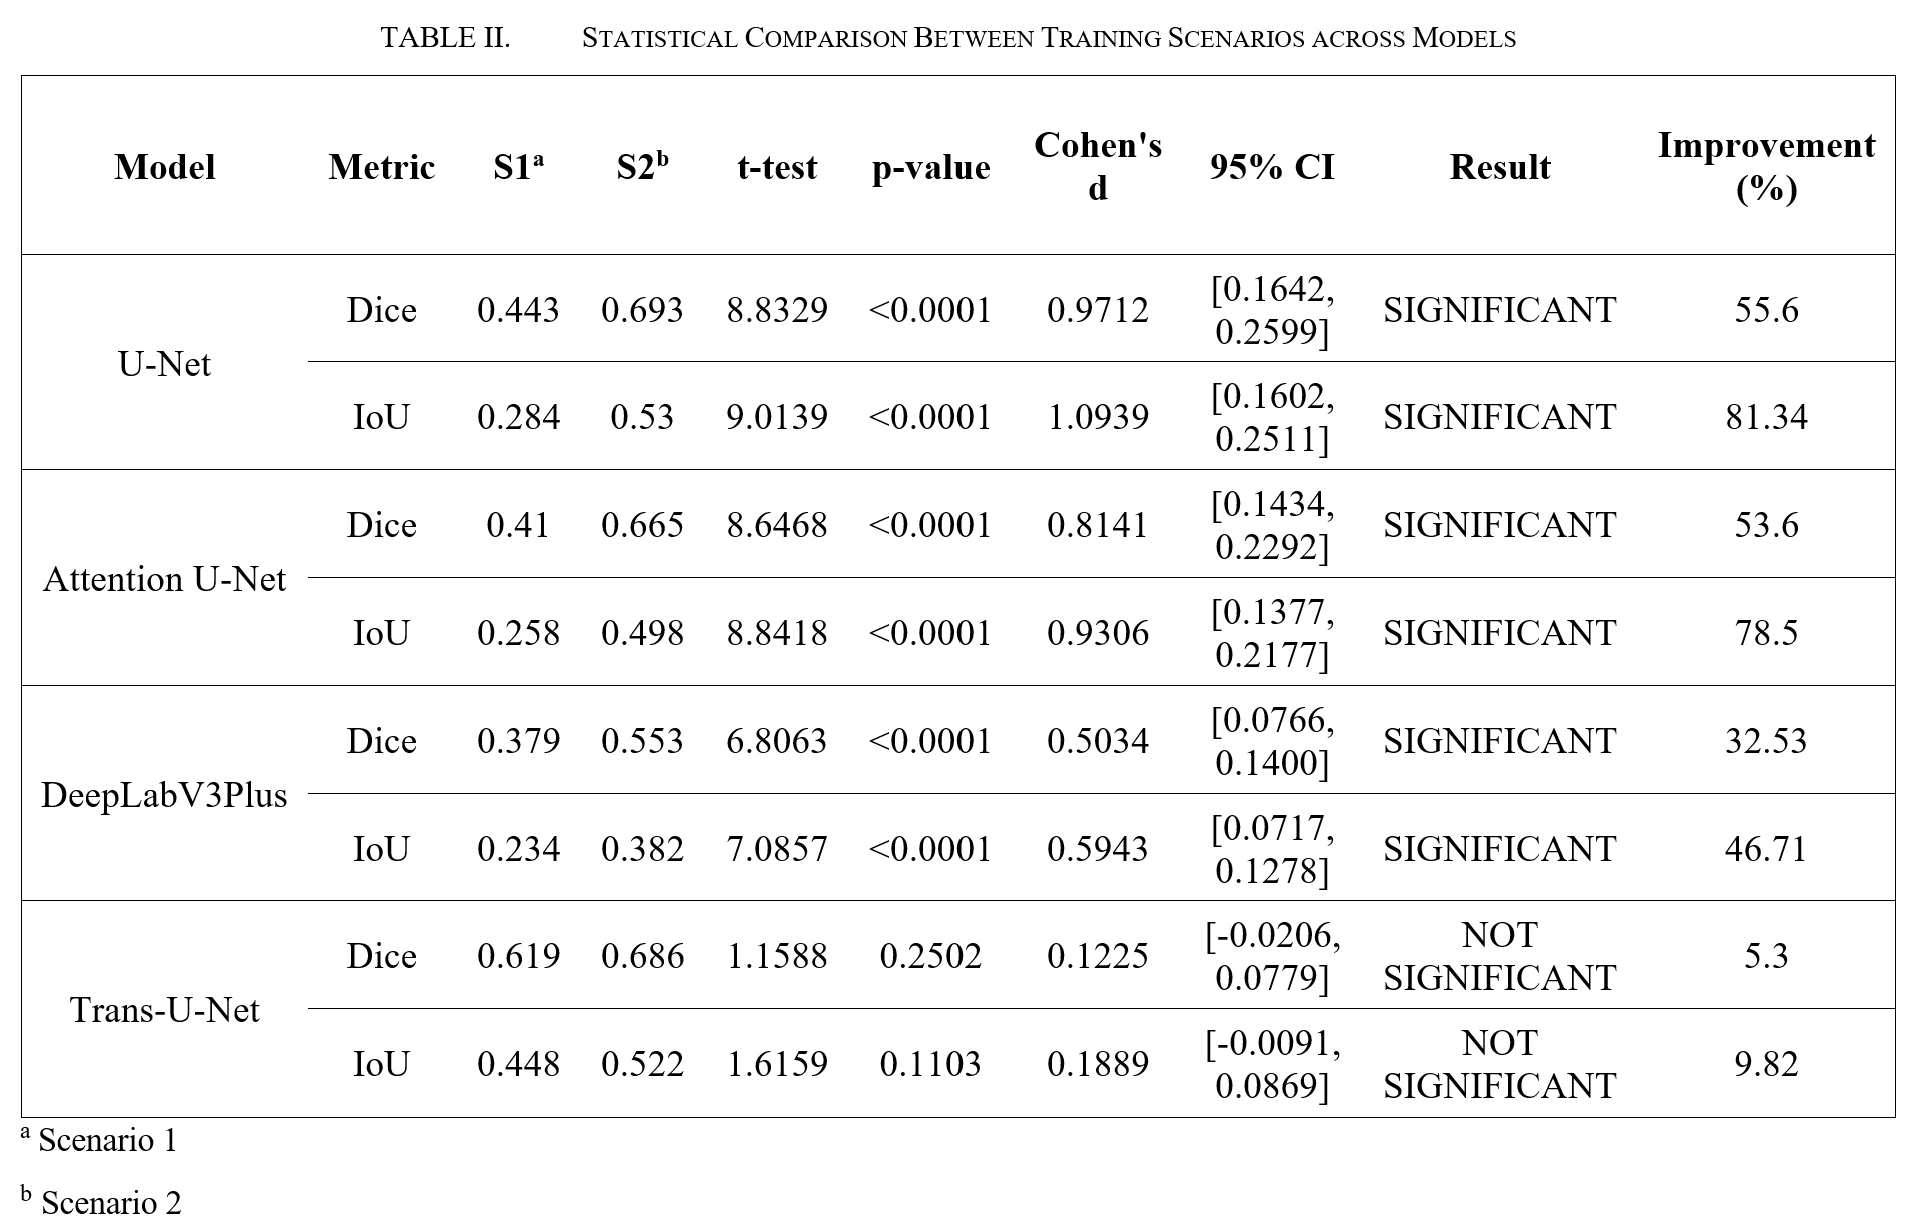 TABLE II. STATISTICAL COMPARISON BETWEEN TRAINING SCENARIOS ACROSS MODELS
Model Metric S1a S2b t-test p-value Cohen's d 95% CI Result Improvement (%)
U-Net
Dice 0.443 0.693 8.8329 <0.0001 0.9712 [0.1642, 0.2599] SIGNIFICANT 55.6
IoU 0.284 0.53 9.0139 <0.0001 1.0939 [0.1602, 0.2511] SIGNIFICANT 81.34
Attention U-Net
Dice 0.41 0.665 8.6468 <0.0001 0.8141 [0.1434, 0.2292] SIGNIFICANT 53.6
IoU 0.258 0.498 8.8418 <0.0001 0.9306 [0.1377, 0.2177] SIGNIFICANT 78.5
DeepLabV3Plus
Dice 0.379 0.553 6.8063 <0.0001 0.5034 [0.0766, 0.1400] SIGNIFICANT 32.53
IoU 0.234 0.382 7.0857 <0.0001 0.5943 [0.0717, 0.1278] SIGNIFICANT 46.71
Trans-U-Net
Dice 0.619 0.686 1.1588 0.2502 0.1225 [-0.0206, 0.0779] NOT SIGNIFICANT 5.3
IoU 0.448 0.522 1.6159 0.1103 0.1889 [-0.0091, 0.0869] NOT SIGNIFICANT 9.82
a Scenario 1
b Scenario 2